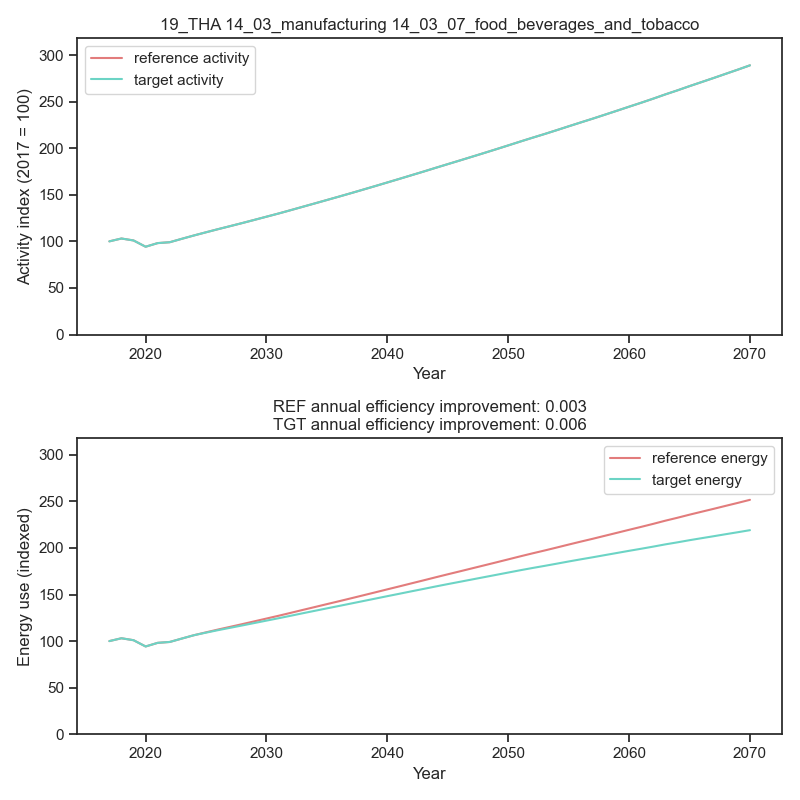 19_THA 14_03_manufacturing 14_03_07_food_beverages_and_tobacco
reference activity
target activity
Activity index (2017 = 100)
300
250
200
150
100
50
0
2020 2030 2040 2050 2060 2070
Year
REF annual efficiency improvement: 0.003
TGT annual efficiency improvement: 0.006
reference energy
target energy
Energy use (indexed)
300
250
200
150
100
50
0
2020 2030 2040 2050 2060 2070
Year